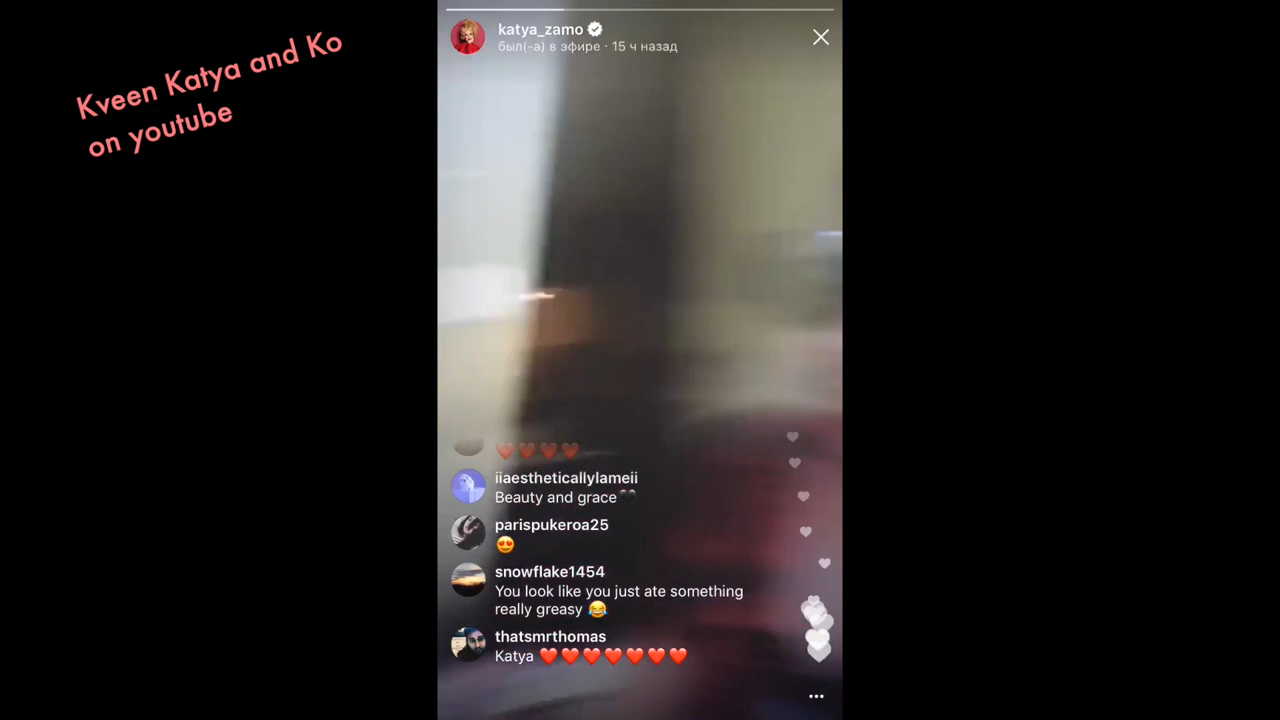 Kveen Katya and Ko
on youtube
katya_zamo
был(-а) в эфире · 15 ч назад
❤️❤️❤️❤️
iiaestheticallylameii
Beauty and grace🖤
parispukeroa25
😍
snowflake1454
You look like you just ate something
really greasy 😂
thatsmrthomas
Katya ❤️❤️❤️❤️❤️❤️❤️